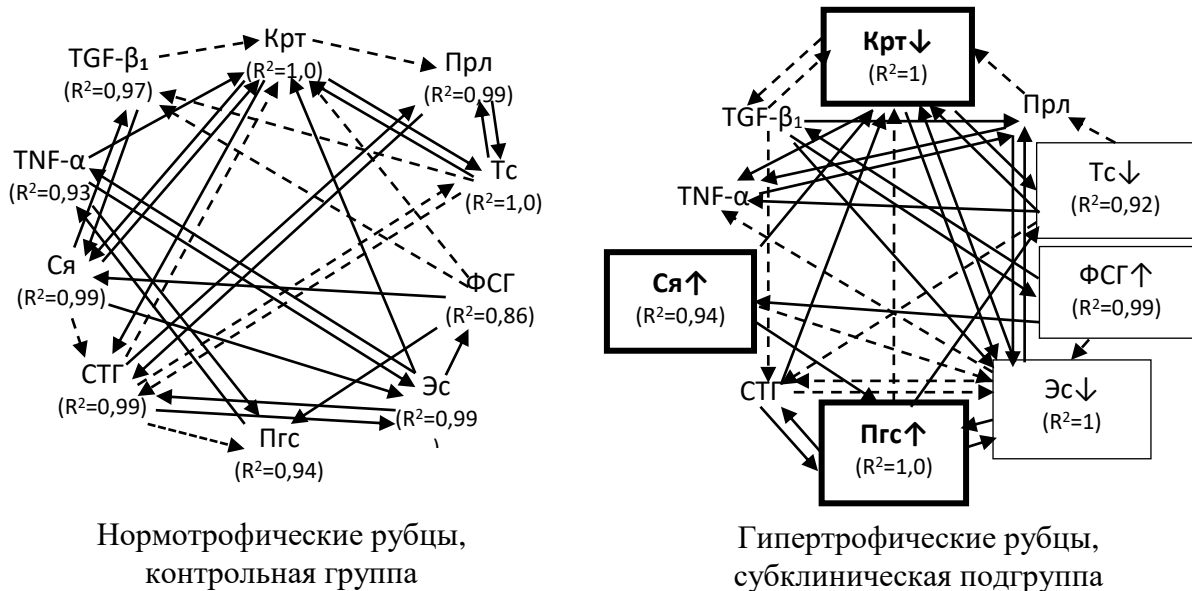 Крт
(R²=1,0)
TGF-β₁
(R²=0,97)
Прл
(R²=0,99)
TNF-α
(R²=0,93
Тс
(R²=1,0)
Ся
(R²=0,99)
ФСГ
(R²=0,86)
СТГ
(R²=0,99)
Эс
(R²=0,99
)
Пгс
(R²=0,94)
Нормотрофические рубцы,
контрольная группа
Крт↓
(R²=1)
TGF-β₁
Прл
Тс↓
(R²=0,92)
TNF-α
Ся↑
(R²=0,94)
ФСГ↑
(R²=0,99)
СТГ
Эс↓
(R²=1)
Пгс↑
(R²=1,0)
Гипертрофические рубцы,
субклиническая подгруппа